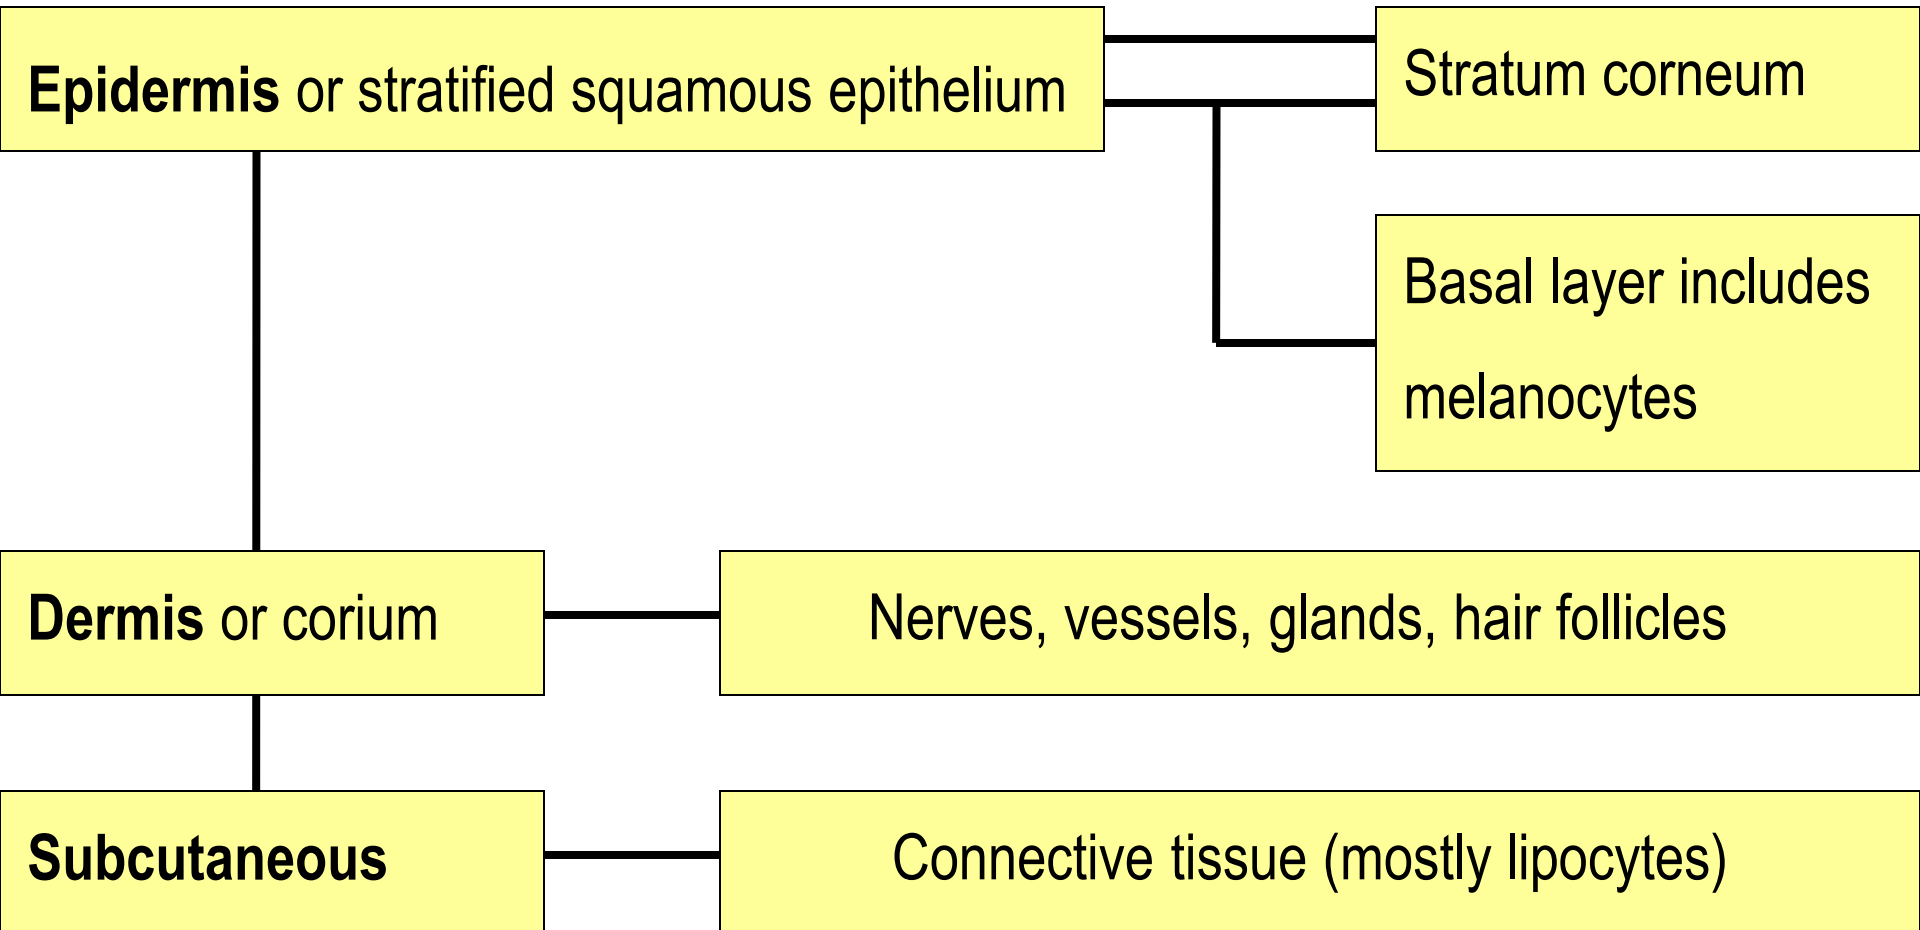 Epidermis or stratified squamous epithelium
Stratum corneum
Basal layer includes
melanocytes
Dermis or corium
Nerves, vessels, glands, hair follicles
Subcutaneous
Connective tissue (mostly lipocytes)